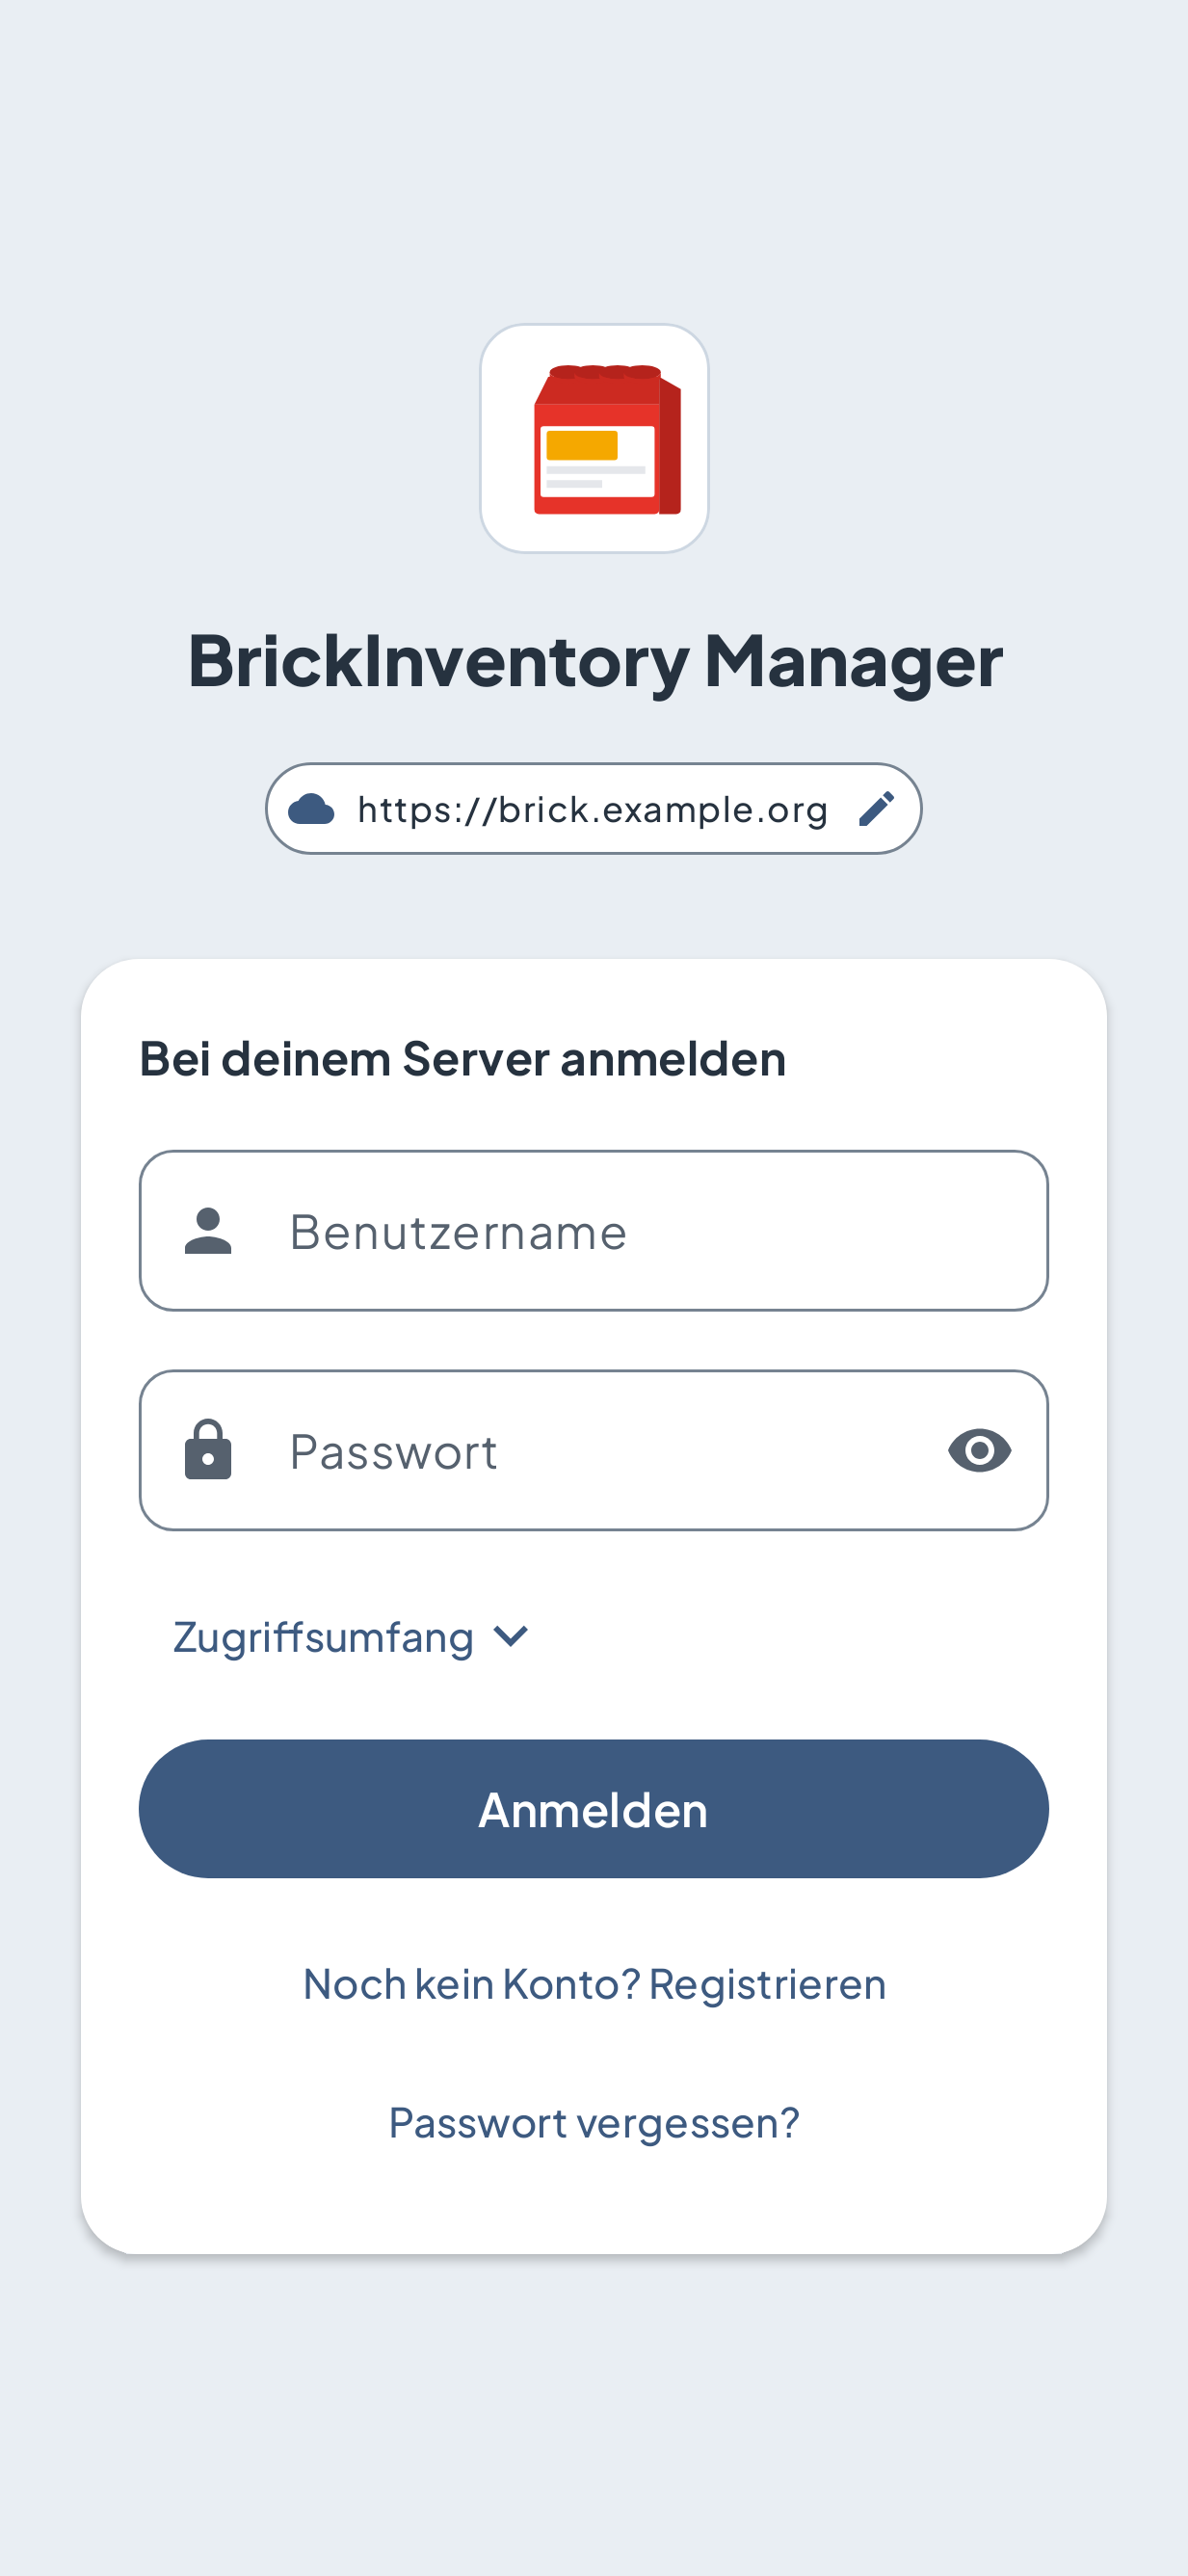 BrickInventory Manager
https://brick.example.org
Bei deinem Server anmelden
Benutzername
Passwort
Zugriffsumfang
Anmelden
Noch kein Konto? Registrieren
Passwort vergessen?